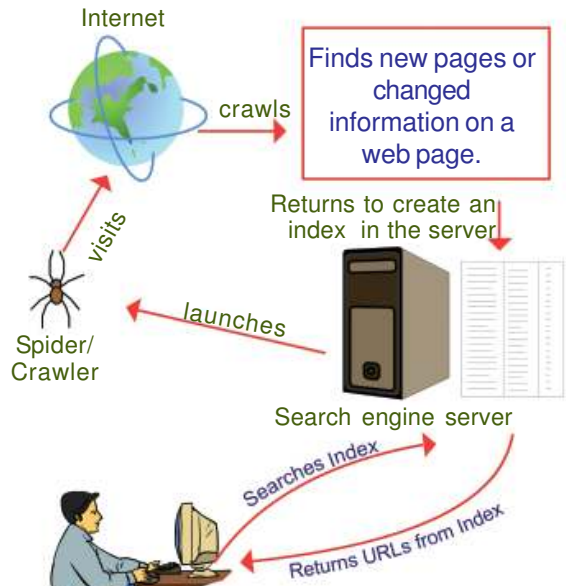 Internet
crawls
Finds new pages or
changed
information on a
web page.
Returns to create an
index in the server
visits
launches
Spider/
Crawler
Search engine server
Searches Index
Returns URLs from Index